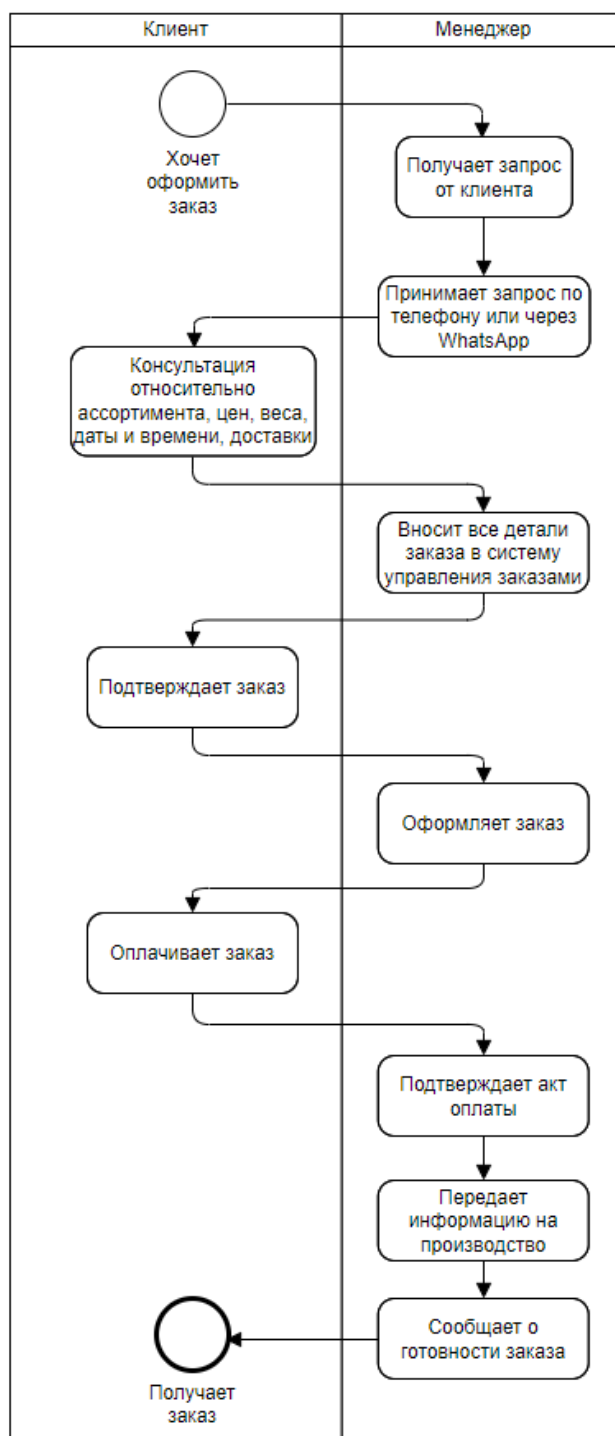 Клиент
Менеджер
Хочет
оформить
заказ
Получает запрос
от клиента
Принимает запрос по
телефону или через
WhatsApp
Консультация
относительно
ассортимента, цен, веса,
даты и времени, доставки
Вносит все детали
заказа в систему
управления заказами
Подтверждает заказ
Оформляет заказ
Оплачивает заказ
Подтверждает акт
оплаты
Передает
информацию на
производство
Сообщает о
готовности заказа
Получает
заказ